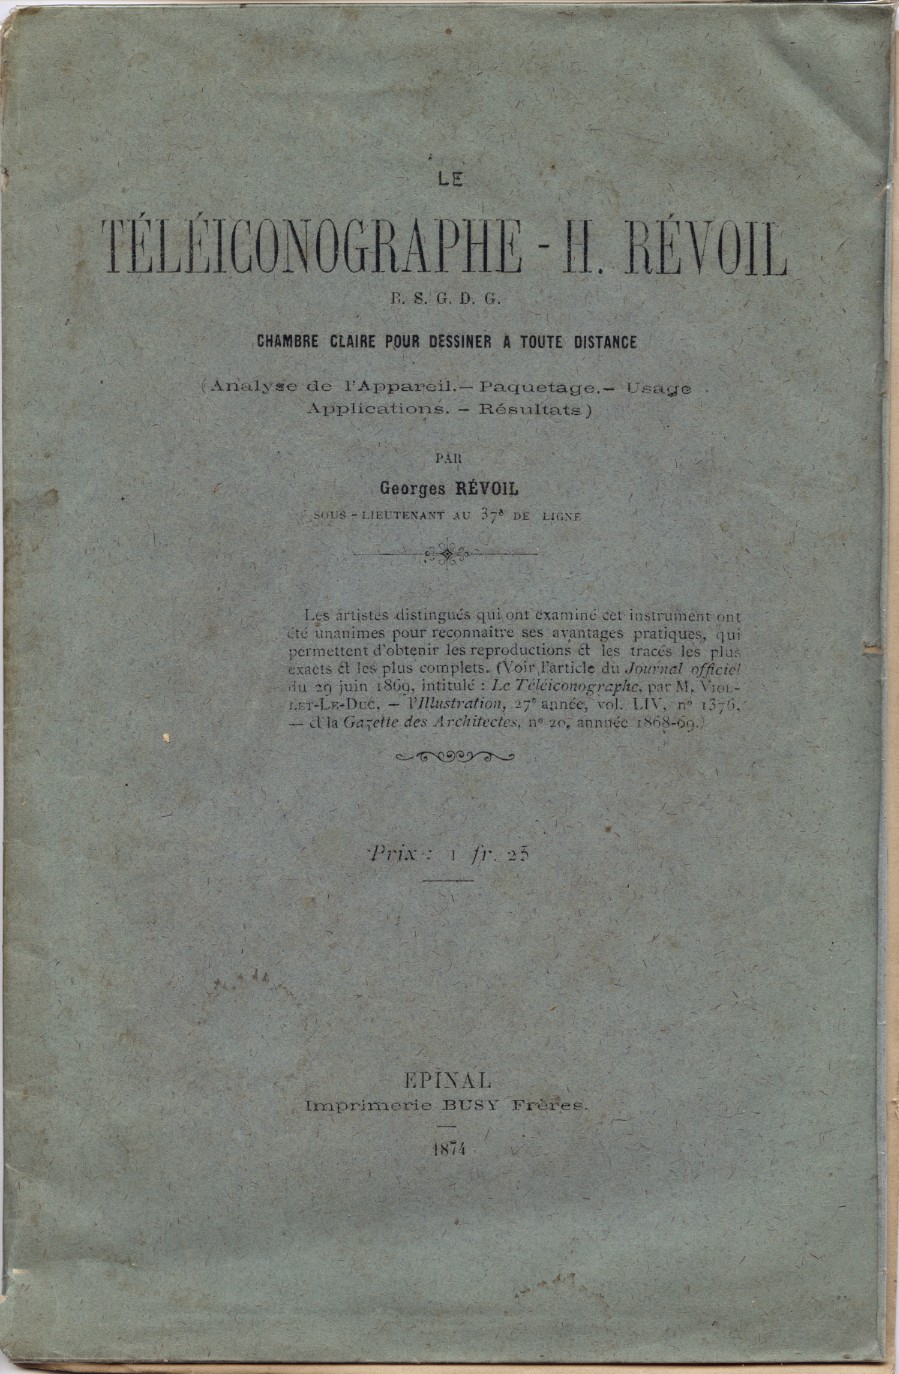 LE
TÉLÉICONOGRAPHE - H. RÉVOIL
B. S. G. D. G.
CHAMBRE CLAIRE POUR DESSINER A TOUTE DISTANCE
(Analyse de l'Appareil.— Paquetage.— Usage
Applications. — Résultats)
PAR
Georges RÉVOIL
SOUS-LIEUTENANT AU 37e DE LIGNE
Les artistes distingués qui ont examiné cet instrument ont
été unanimes pour reconnaitre ses avantages pratiques, qui
permettent d'obtenir les reproductions et les tracés les plus
exacts et les plus complets. (Voir l'article du Journal officiel
du 29 juin 1869, intitulé : Le Téléiconographe, par M. VIOL-
LET-LE-DUC, — l'Illustration, 27e année, vol. LIV, nº 1376,
— et la Gazette des Architectes, nº 20, annnée 1868-69.)
Prix : 1 fr. 25
EPINAL
Imprimerie BUSY Frères.
1874